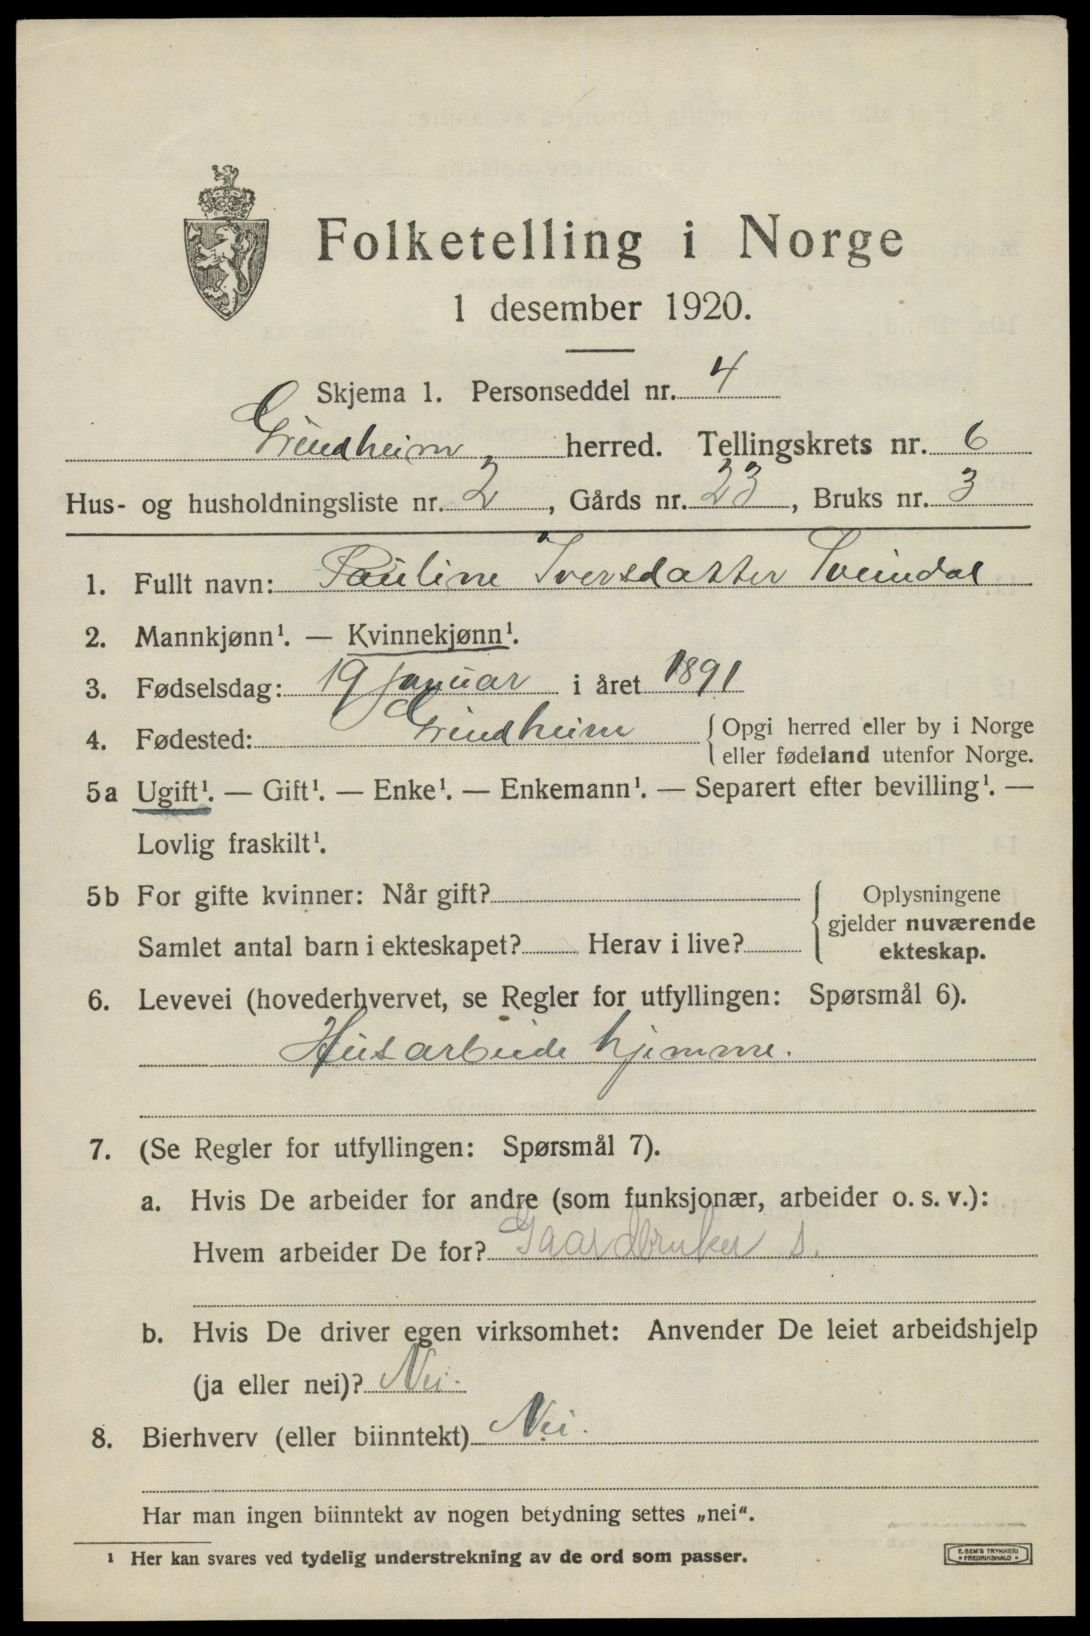 Folketelling i Norge
1 desember 1920.
Skjema 1. Personseddel nr. 4
Grindheim herred. Tellingskrets nr. 6
Hus- og husholdningsliste nr. 2, Gårds nr. 23, Bruks nr. 3
1. Fullt navn: Pauline Iversdatter Sveindal
2. Mannkjønn¹. — Kvinnekjønn¹.
3. Fødselsdag: 19 januar i året 1891
4. Fødested: Grindheim {Opgi herred eller by i Norge
eller fødeland utenfor Norge.
5a Ugift¹. — Gift¹. — Enke¹. — Enkemann¹. — Separert efter bevilling¹. —
Lovlig fraskilt¹.
5b For gifte kvinner: Når gift?
Samlet antal barn i ekteskapet? Herav i live?
{Oplysningene
gjelder nuværende
ekteskap.
6. Levevei (hovederhvervet, se Regler for utfyllingen: Spørsmål 6).
Husarbeide hjemme.
7. (Se Regler for utfyllingen: Spørsmål 7).
a. Hvis De arbeider for andre (som funksjonær, arbeider o. s. v.):
Hvem arbeider De for? Gaardbruker s.
b. Hvis De driver egen virksomhet: Anvender De leiet arbeidshjelp
(ja eller nei)? Nei.
8. Bierhverv (eller biinntekt) Nei.
Har man ingen biinntekt av nogen betydning settes „nei“.
¹ Her kan svares ved tydelig understrekning av de ord som passer.
E. SEM'S TRYKKERI
• FREDRIKSHALD •